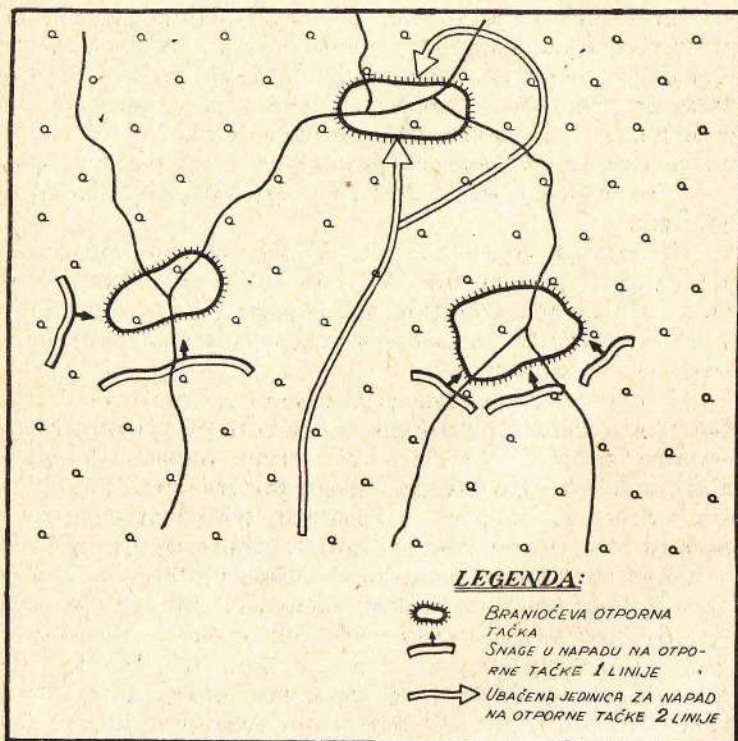 LEGENDA:
BRANIOČEVA OTPORNA
TAČKA
SNAGE U NAPADU NA OTPO-
RNE TAČKE 1 LINIJE
UBAČENA JEDINICA ZA NAPAD
NA OTPORNE TAČKE 2 LINIJE